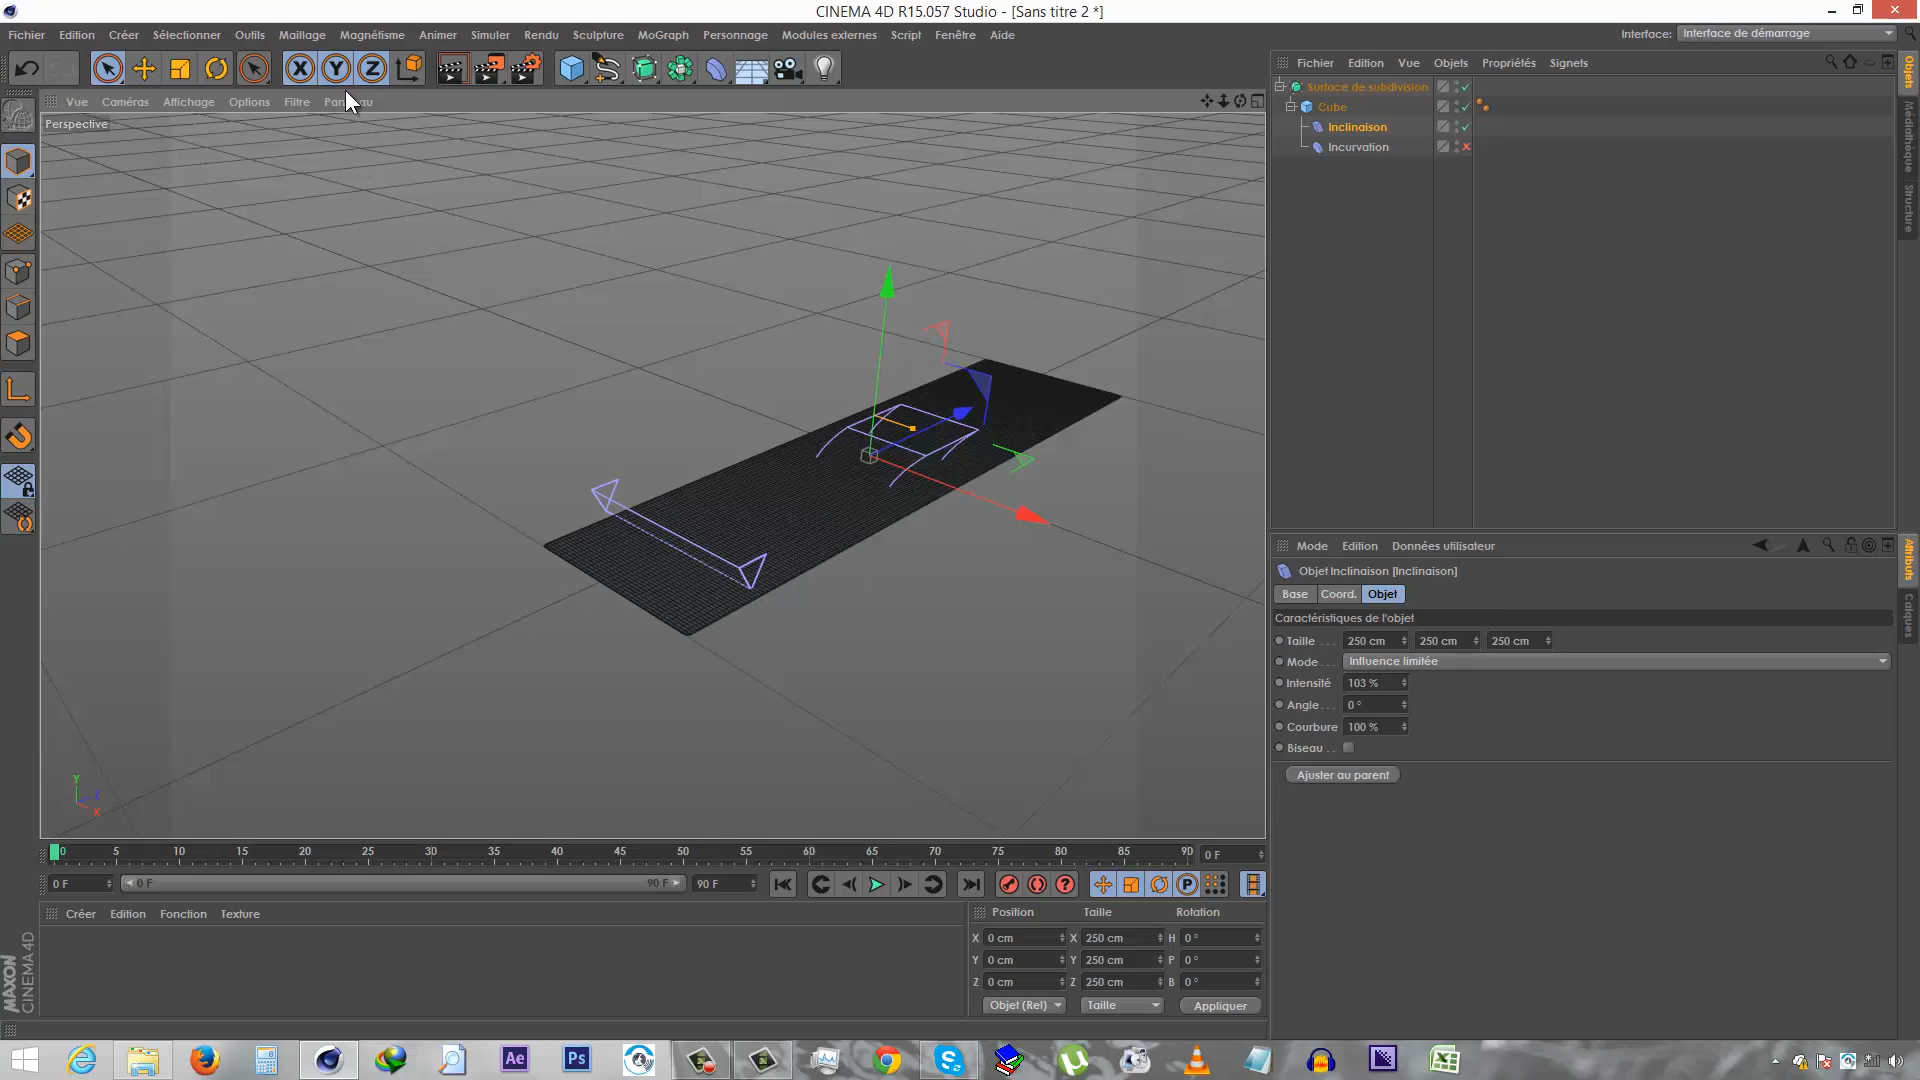 CINEMA 4D R15.057 Studio - [Sans titre 2 *]
Fichier Edition Créer Sélectionner Outils Maillage Magnétisme Animer Simuler Rendu Sculpture MoGraph Personnage Modules externes Script Fenêtre Aide
Interface: Interface de démarrage
X Y Z
Vue Caméras Affichage Options Filtre
Perspective
Fichier Edition Vue Objets Propriétés Signets
Surface de subdivision
Cube
Inclinaison
Incurvation
Objets
Médiathèque
Structure
Mode Edition Données utilisateur
Objet Inclinaison [Inclinaison]
Base Coord. Objet
Caractéristiques de l'objet
Taille . . . 250 cm 250 cm 250 cm
Mode . . . Influence limitée
Intensité 103 %
Angle. . . 0 °
Courbure 100 %
Biseau . .
Ajuster au parent
Attributs
Calques
Y
Z
X
0 5 10 15 20 25 30 35 40 45 50 55 60 65 70 75 80 85 90 0 F
0 F 0 F 90 F 90 F
P
Créer Edition Fonction Texture
Position Taille Rotation
X 0 cm X 250 cm H 0 °
Y 0 cm Y 250 cm P 0 °
Z 0 cm Z 250 cm B 0 °
Objet (Rel) Taille Appliquer
MAXON
CINEMA 4D
Ae Ps